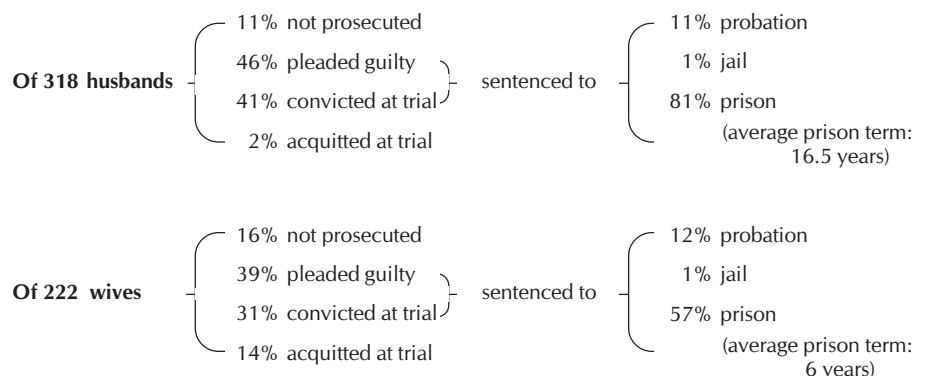 11% not prosecuted
46% pleaded guilty
Of 318 husbands
41% convicted at trial
2% acquitted at trial
sentenced to
11% probation
1% jail
81% prison
(average prison term:
16.5 years)
16% not prosecuted
39% pleaded guilty
Of 222 wives
31% convicted at trial
14% acquitted at trial
sentenced to
12% probation
1% jail
57% prison
(average prison term:
6 years)